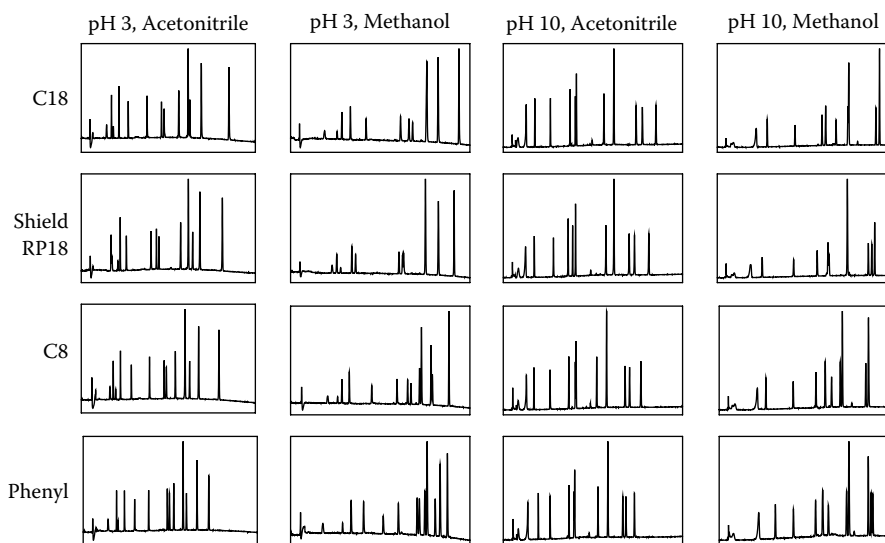 pH 3, Acetonitrile
pH 3, Methanol
pH 10, Acetonitrile
pH 10, Methanol
C18
Shield
RP18
C8
Phenyl